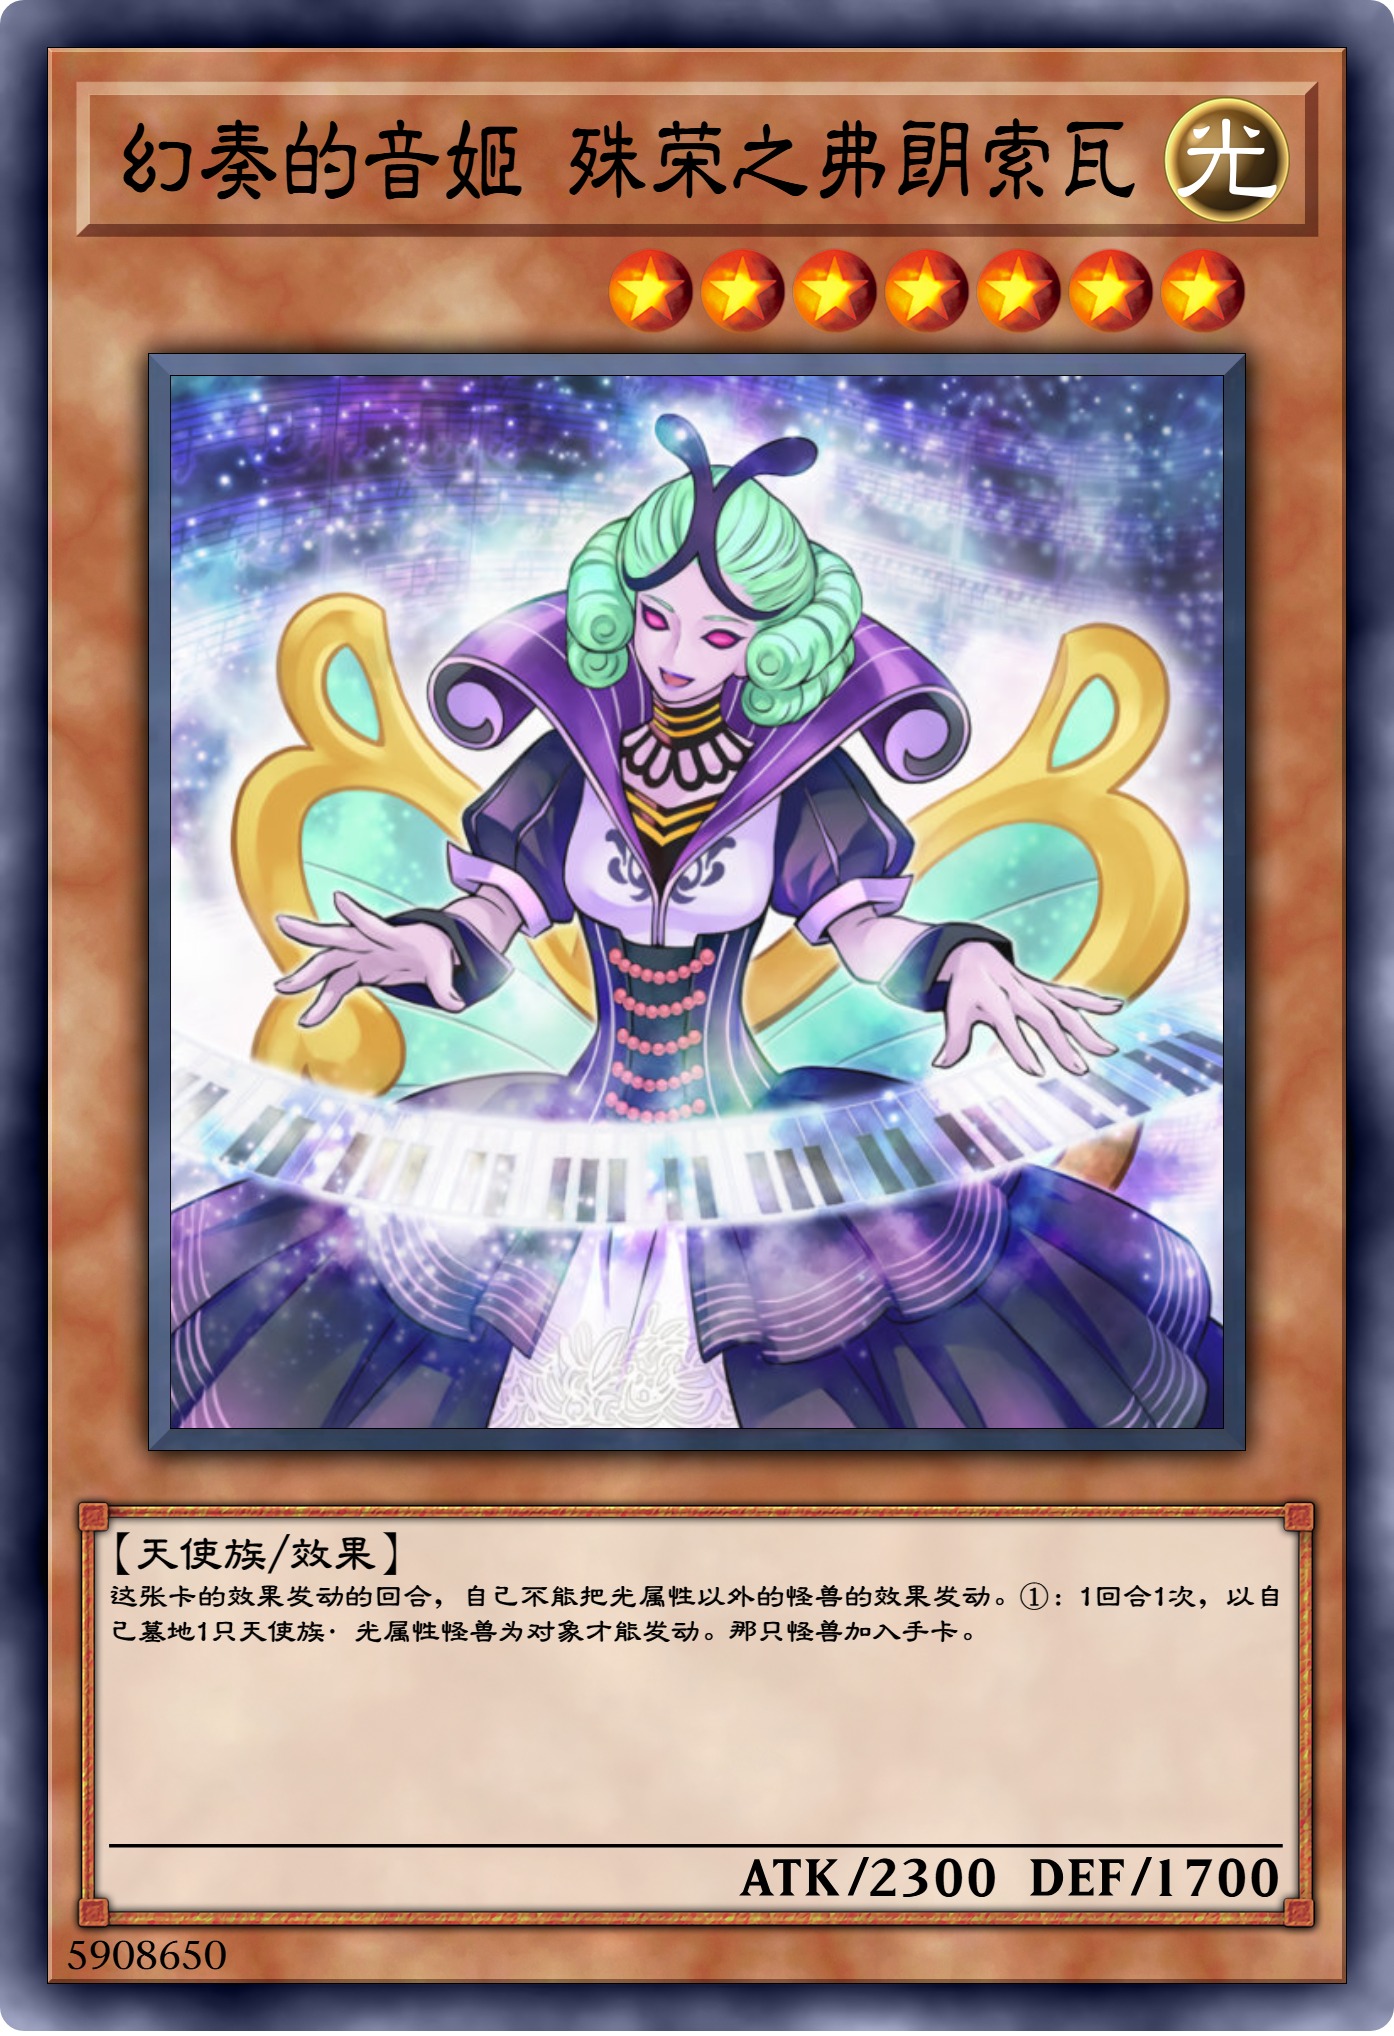 幻奏的音姬 殊荣之弗朗索瓦 光
【天使族/效果】
这张卡的效果发动的回合，自己不能把光属性以外的怪兽的效果发动。①：1回合1次，以自
己墓地1只天使族·光属性怪兽为对象才能发动。那只怪兽加入手卡。
ATK/2300 DEF/1700
5908650